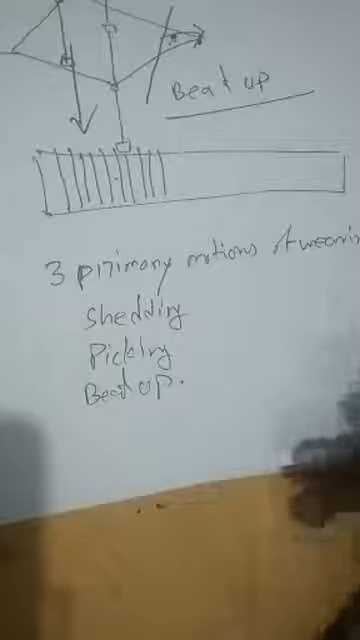 Beat up
3 primary motions of weavin
Shedding
Picking
Beat up.